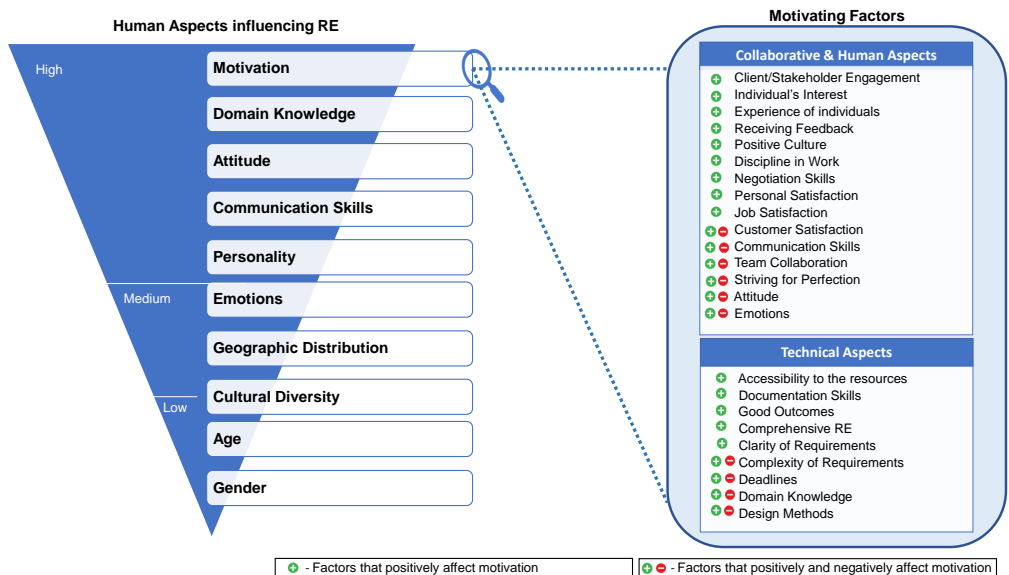 Human Aspects influencing RE
High
Motivation
Domain Knowledge
Attitude
Communication Skills
Personality
Medium
Emotions
Geographic Distribution
Cultural Diversity
Low
Age
Gender
Motivating Factors
Collaborative & Human Aspects
Client/Stakeholder Engagement
Individual's Interest
Experience of individuals
Receiving Feedback
Positive Culture
Discipline in Work
Negotiation Skills
Personal Satisfaction
Job Satisfaction
Customer Satisfaction
Communication Skills
Team Collaboration
Striving for Perfection
Attitude
Emotions
Technical Aspects
Accessibility to the resources
Documentation Skills
Good Outcomes
Comprehensive RE
Clarity of Requirements
Complexity of Requirements
Deadlines
Domain Knowledge
Design Methods
- Factors that positively affect motivation
- Factors that positively and negatively affect motivation